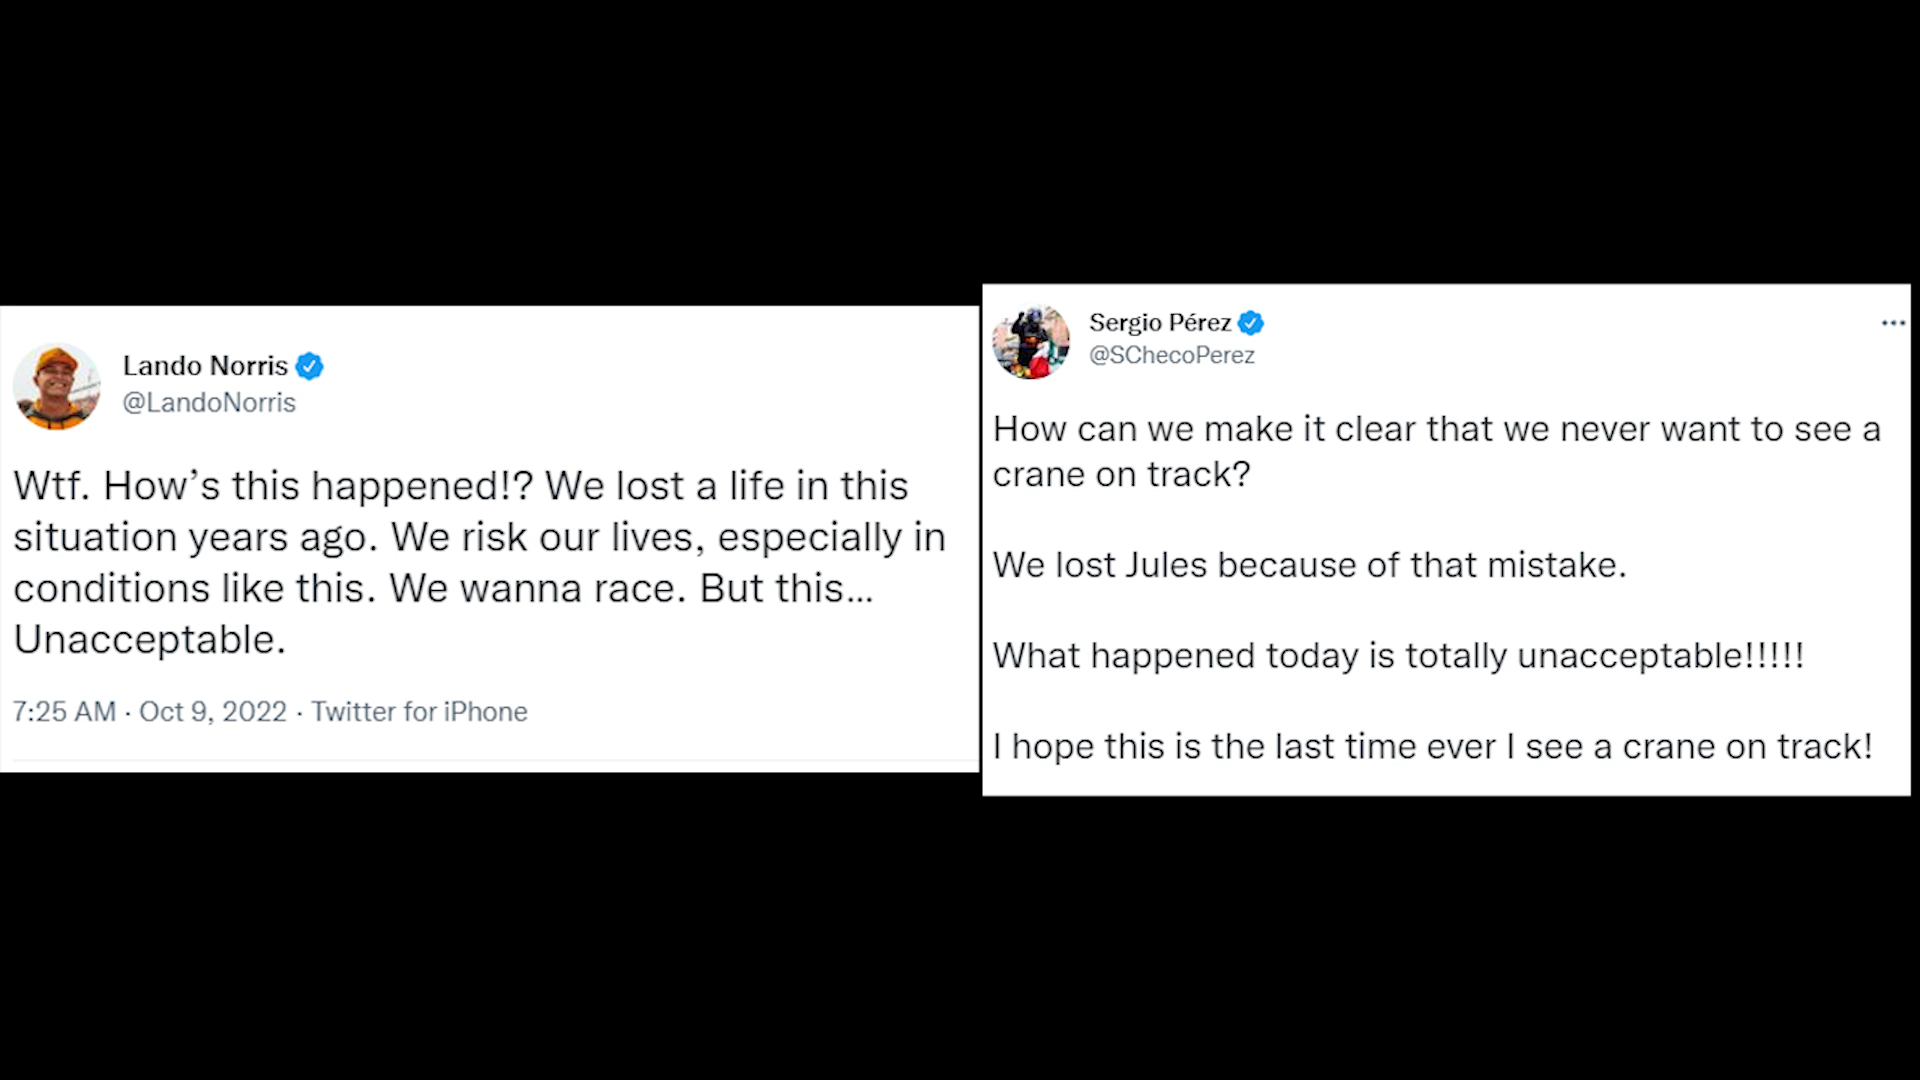 Lando Norris
@LandoNorris
Wtf. How’s this happened!? We lost a life in this
situation years ago. We risk our lives, especially in
conditions like this. We wanna race. But this...
Unacceptable.
7:25 AM · Oct 9, 2022 · Twitter for iPhone
Sergio Pérez
@SChecoPerez
How can we make it clear that we never want to see a
crane on track?
We lost Jules because of that mistake.
What happened today is totally unacceptable!!!!!
I hope this is the last time ever I see a crane on track!